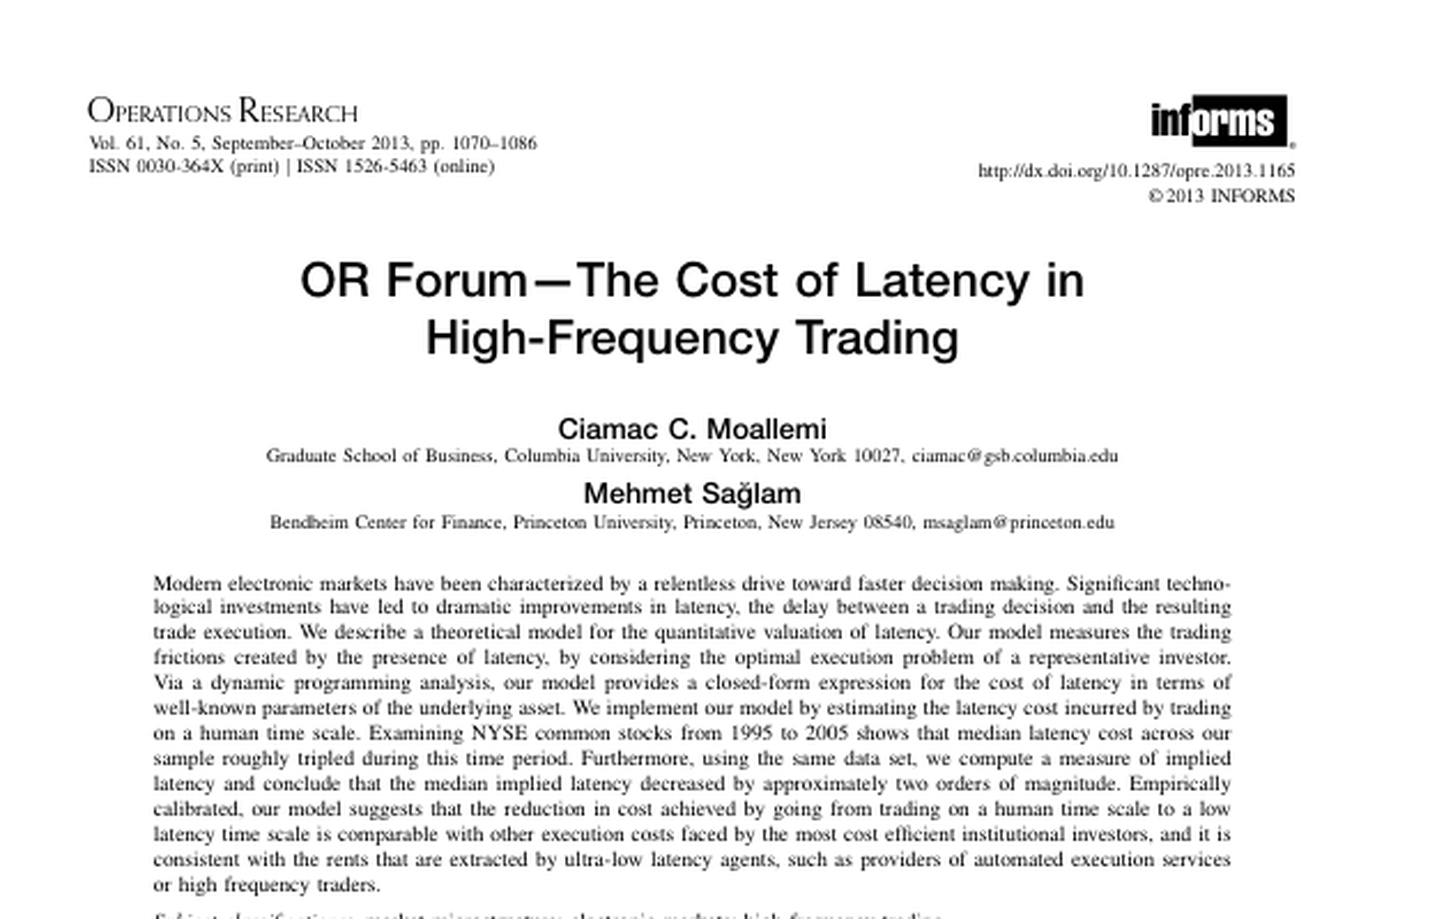 OPERATIONS RESEARCH
Vol. 61, No. 5, September–October 2013, pp. 1070–1086
ISSN 0030-364X (print) | ISSN 1526-5463 (online)
informs
http://dx.doi.org/10.1287/opre.2013.1165
© 2013 INFORMS
OR Forum—The Cost of Latency in
High-Frequency Trading
Ciamac C. Moallemi
Graduate School of Business, Columbia University, New York, New York 10027, ciamac@gsb.columbia.edu
Mehmet Sağlam
Bendheim Center for Finance, Princeton University, Princeton, New Jersey 08540, msaglam@princeton.edu
Modern electronic markets have been characterized by a relentless drive toward faster decision making. Significant techno-
logical investments have led to dramatic improvements in latency, the delay between a trading decision and the resulting
trade execution. We describe a theoretical model for the quantitative valuation of latency. Our model measures the trading
frictions created by the presence of latency, by considering the optimal execution problem of a representative investor.
Via a dynamic programming analysis, our model provides a closed-form expression for the cost of latency in terms of
well-known parameters of the underlying asset. We implement our model by estimating the latency cost incurred by trading
on a human time scale. Examining NYSE common stocks from 1995 to 2005 shows that median latency cost across our
sample roughly tripled during this time period. Furthermore, using the same data set, we compute a measure of implied
latency and conclude that the median implied latency decreased by approximately two orders of magnitude. Empirically
calibrated, our model suggests that the reduction in cost achieved by going from trading on a human time scale to a low
latency time scale is comparable with other execution costs faced by the most cost efficient institutional investors, and it is
consistent with the rents that are extracted by ultra-low latency agents, such as providers of automated execution services
or high frequency traders.